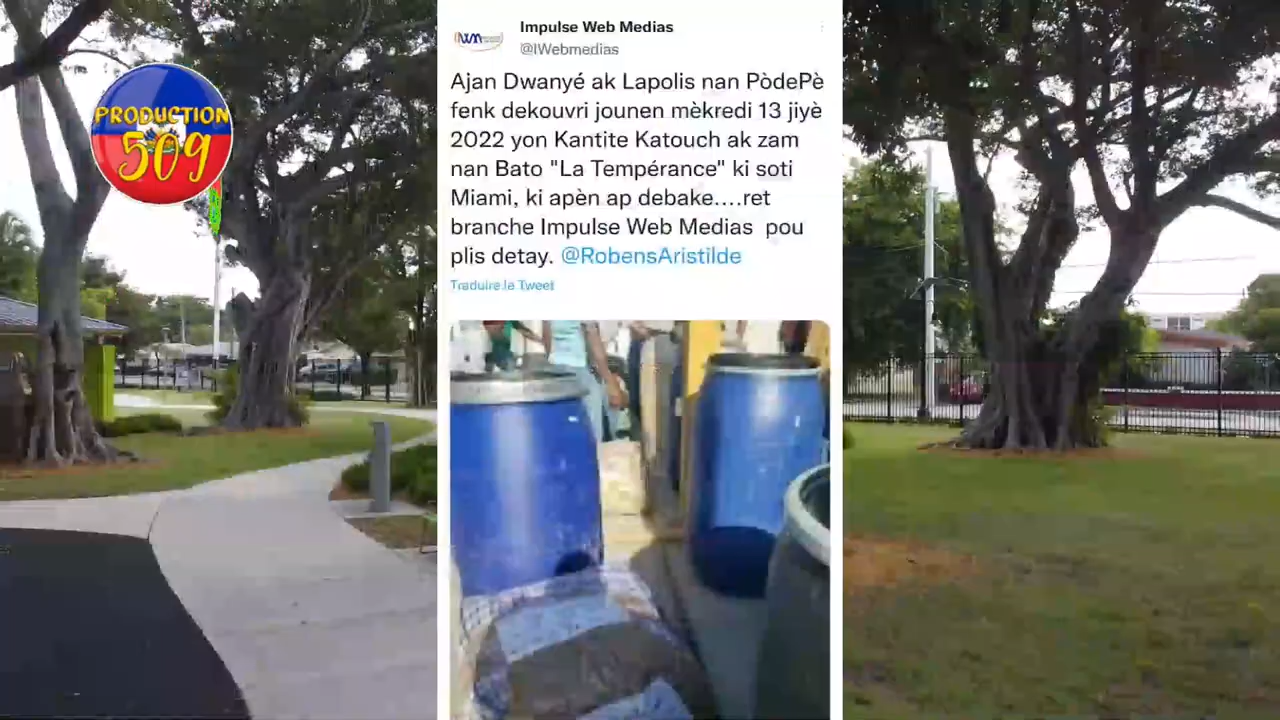 PRODUCTION
509
Impulse Web Medias
@IWebmedias
Ajan Dwanyé ak Lapolis nan PòdePè
fenk dekouvri jounen mèkredi 13 jiyè
2022 yon Kantite Katouch ak zam
nan Bato "La Tempérance" ki soti
Miami, ki apèn ap debake....ret
branche Impulse Web Medias pou
plis detay. @RobensAristilde
Traduire le Tweet